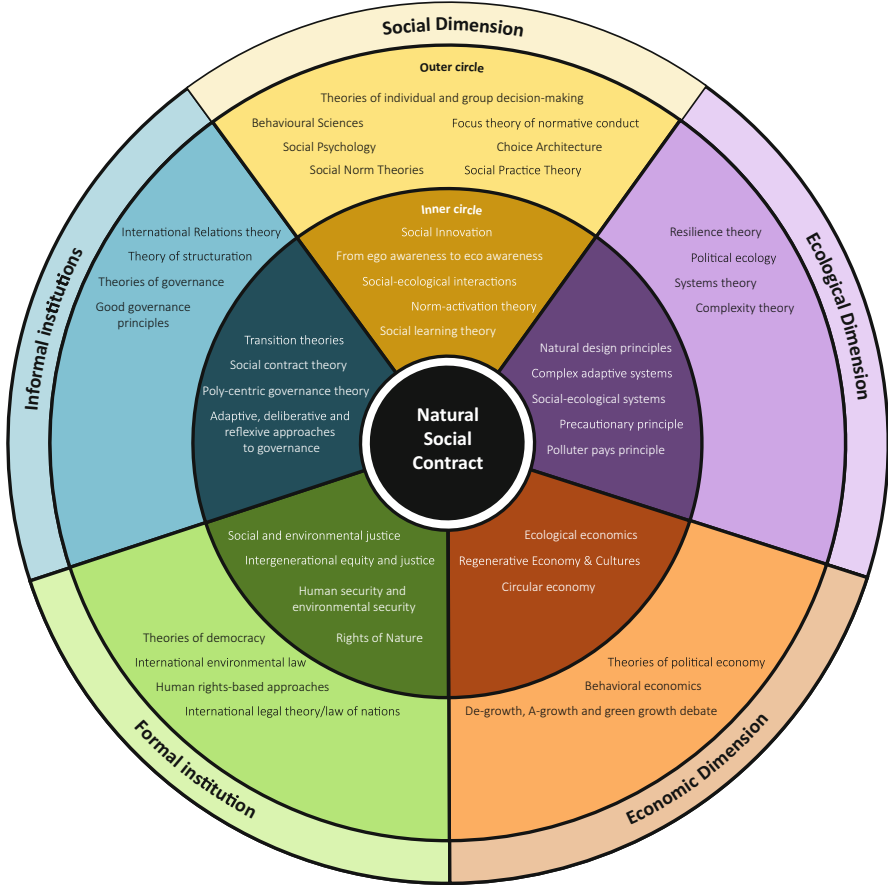 Social Dimension
Outer circle
Theories of individual and group decision-making
Behavioural Sciences
Focus theory of normative conduct
Social Psychology
Choice Architecture
Social Norm Theories
Social Practice Theory
Inner circle
Social Innovation
From ego awareness to eco awareness
Social-ecological interactions
Norm-activation theory
Social learning theory
Ecological Dimension
Resilience theory
Political ecology
Systems theory
Complexity theory
Natural design principles
Complex adaptive systems
Social-ecological systems
Precautionary principle
Polluter pays principle
Economic Dimension
Ecological economics
Regenerative Economy & Cultures
Circular economy
Theories of political economy
Behavioral economics
De-growth, A-growth and green growth debate
Formal institution
Social and environmental justice
Intergenerational equity and justice
Human security and
environmental security
Rights of Nature
Theories of democracy
International environmental law
Human rights-based approaches
International legal theory/law of nations
Informal institutions
International Relations theory
Theory of structuration
Theories of governance
Good governance
principles
Transition theories
Social contract theory
Poly-centric governance theory
Adaptive, deliberative and
reflexive approaches
to governance
Natural
Social
Contract